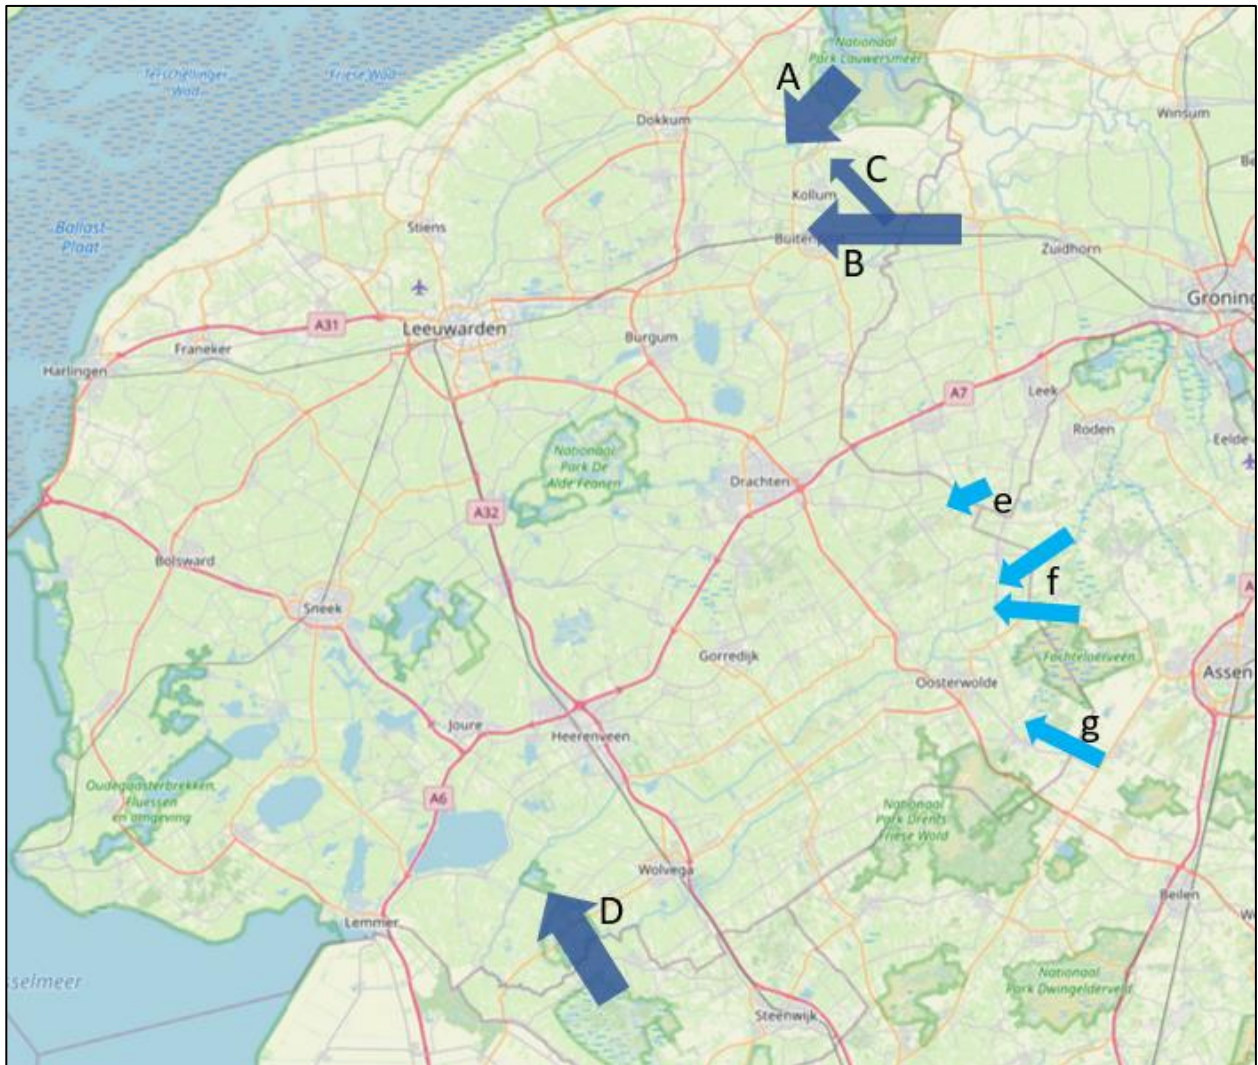 Nationaal
Park Lauwersmeer
Terschellinger
Wad
Friese Wad
A
Winsum
Dokkum
C
Kollum
Ballast
Plaat
Stiens
B
Zuidhorn
Groning
Leeuwarden
A31
Burgum
Franeker
Harlingen
A7
Leek
Roden
Eelde
Nationaal
Park De
Alde Feanen
Drachten
e
A32
Bolsward
f
A
Sneek
Gorredijk
Fochteloërveen
Assen
Oosterwolde
Joure
g
Heerenveen
Oudegaasterbrekken,
Fluessen
en omgeving
A6
Nationaal
Park Drents
Friese Wold
Wolvega
Beilen
D
Lemmer
sselmeer
Nationaal
Park Dwingelderveld
Steenwijk